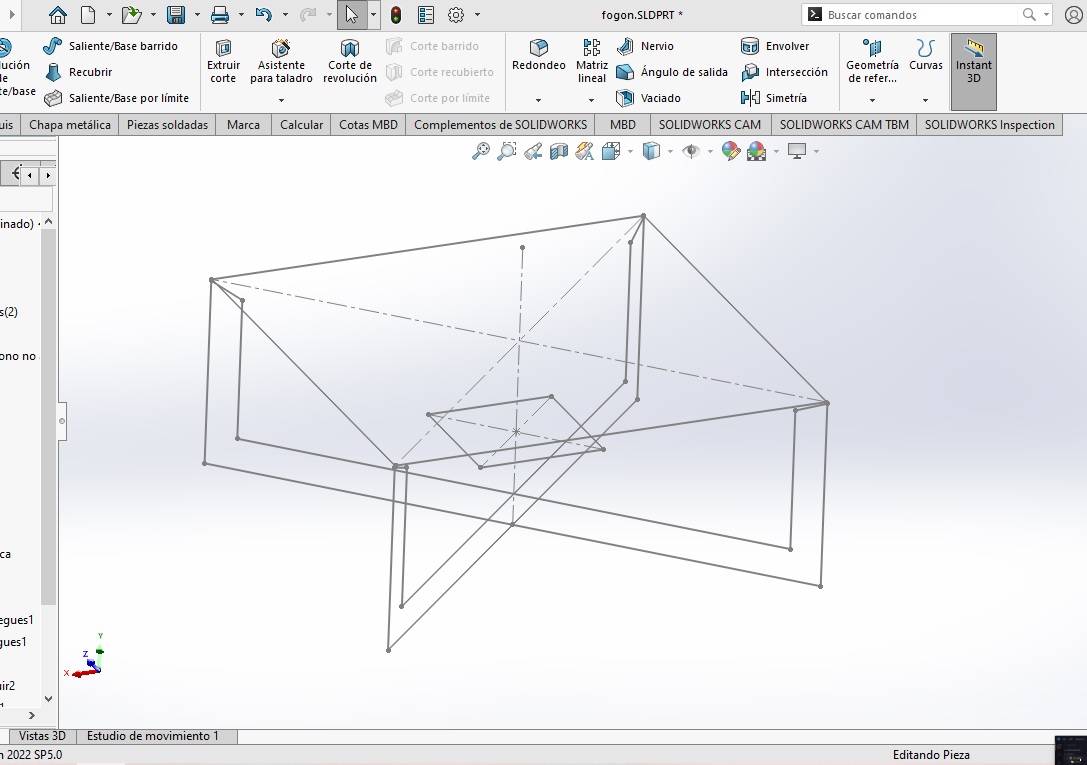 fogon.SLDPRT *
Buscar comandos
lución
de
te/base
Saliente/Base barrido
Recubrir
Saliente/Base por límite
Extruir
corte
Asistente
para taladro
Corte de
revolución
Corte barrido
Corte recubierto
Corte por límite
Redondeo
Matriz
lineal
Nervio
Ángulo de salida
Vaciado
Envolver
Intersección
Simetría
Geometría
de refer...
Curvas
Instant
3D
uis
Chapa metálica
Piezas soldadas
Marca
Calcular
Cotas MBD
Complementos de SOLIDWORKS
MBD
SOLIDWORKS CAM
SOLIDWORKS CAM TBM
SOLIDWORKS Inspection
inado)
s(2)
ono no
ca
egues1
gues1
uir2
Y
Z
X
Vistas 3D
Estudio de movimiento 1
n 2022 SP5.0
Editando Pieza